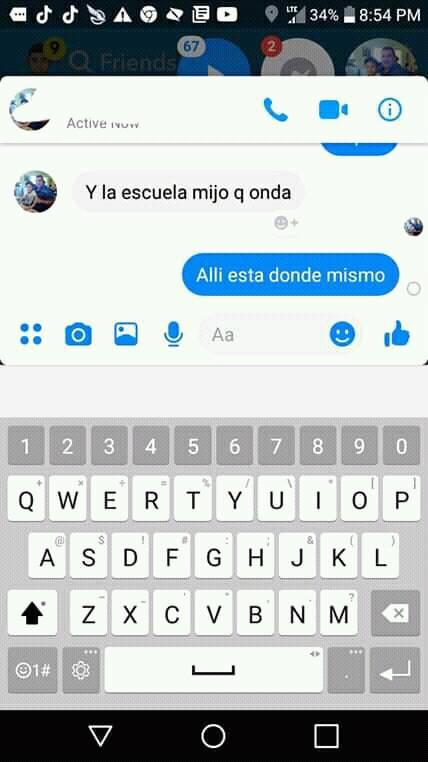 LTE 34% 8:54 PM
9 Friends 67 2
Active Now
Y la escuela mijo q onda
Alli esta donde mismo
Aa
1 2 3 4 5 6 7 8 9 0
+ × ÷ = % / \ * [ ]
Q W E R T Y U I O P
@ $ ! # : ; & ( )
A S D F G H J K L
_ - ' " , . ?
Z X C V B N M
1#
.